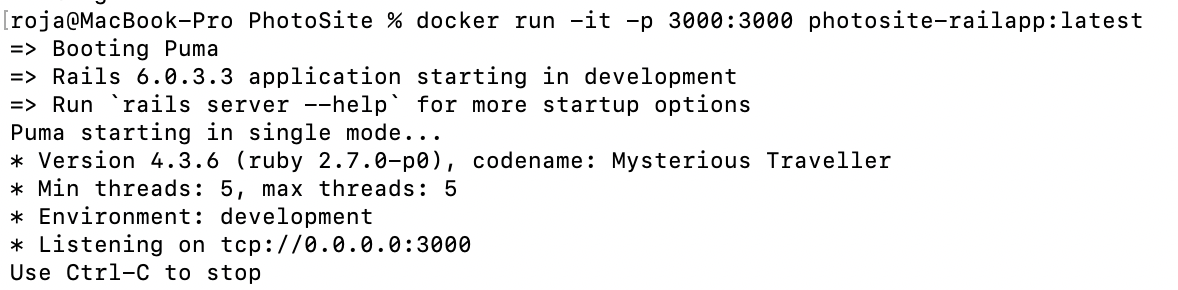 [roja@MacBook-Pro PhotoSite % docker run -it -p 3000:3000 photosite-railapp:latest
=> Booting Puma
=> Rails 6.0.3.3 application starting in development
=> Run `rails server --help` for more startup options
Puma starting in single mode...
* Version 4.3.6 (ruby 2.7.0-p0), codename: Mysterious Traveller
* Min threads: 5, max threads: 5
* Environment: development
* Listening on tcp://0.0.0.0:3000
Use Ctrl-C to stop